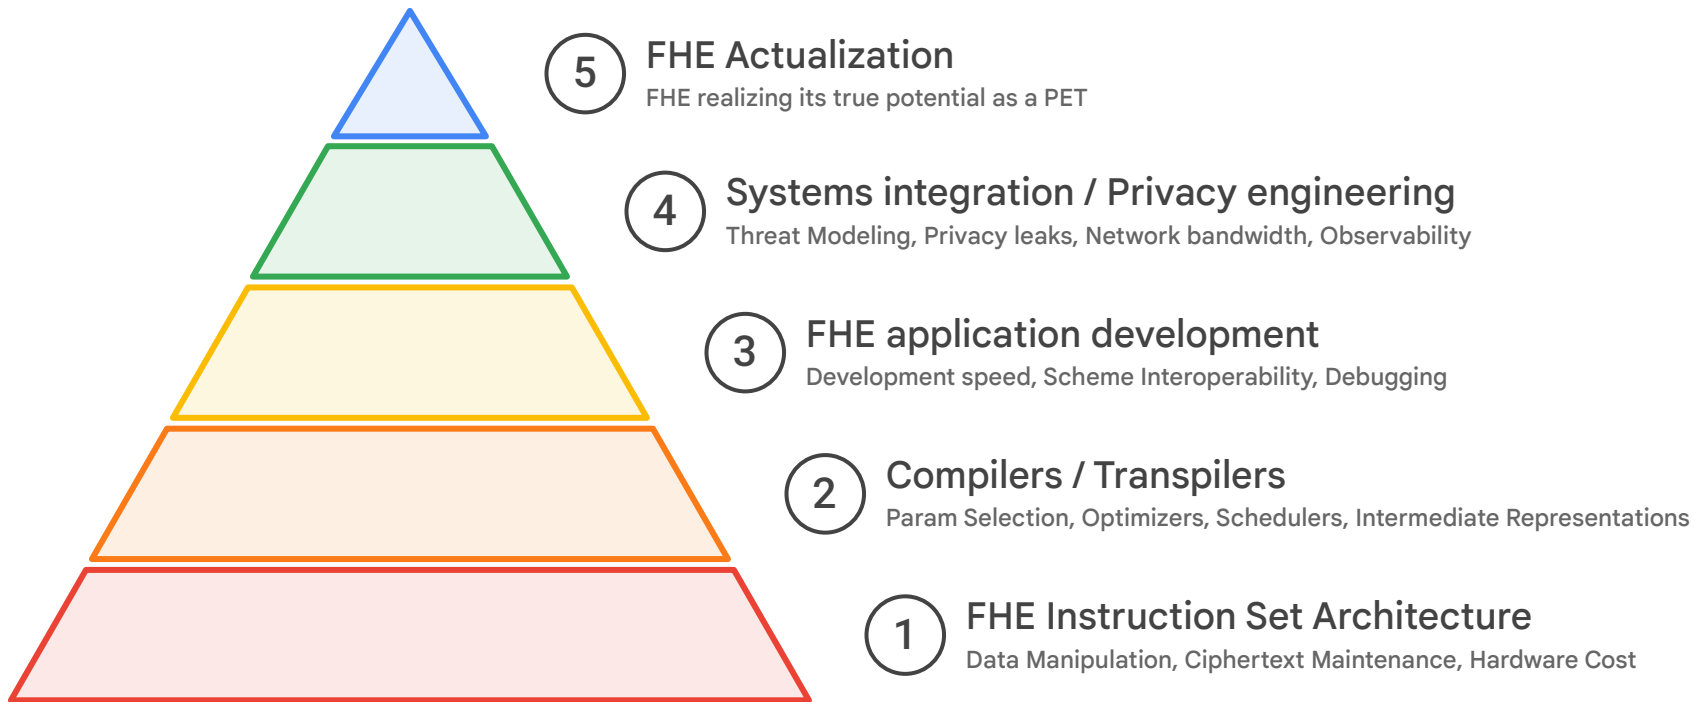 5
FHE Actualization
FHE realizing its true potential as a PET
4
Systems integration / Privacy engineering
Threat Modeling, Privacy leaks, Network bandwidth, Observability
3
FHE application development
Development speed, Scheme Interoperability, Debugging
2
Compilers / Transpilers
Param Selection, Optimizers, Schedulers, Intermediate Representations
1
FHE Instruction Set Architecture
Data Manipulation, Ciphertext Maintenance, Hardware Cost